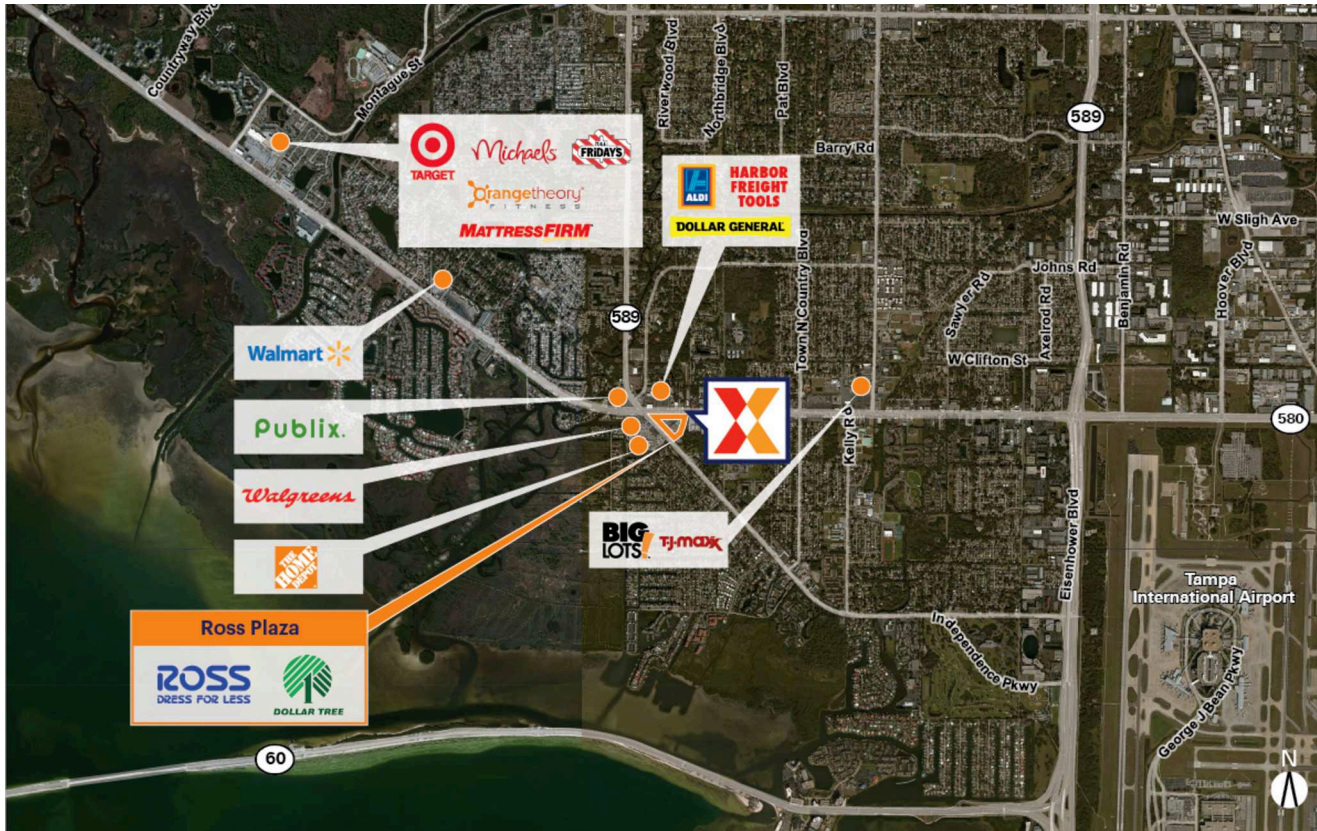 Countryway Blvd
Montague St
Riverwood Blvd
Northbridge Blvd
Pat Blvd
589
Barry Rd
W Sligh Ave
TARGET
Michaels
T.G.I.
FRiDAYS
Orangetheory®
FITNESS
MATTRESSFIRM
ALDI
HARBOR
FREIGHT
TOOLS
DOLLAR GENERAL
Town N Country Blvd
Johns Rd
Sawyer Rd
Axelrod Rd
Benjamin Rd
Hoover Blvd
W Clifton St
589
Walmart
Publix.
Walgreens
THE
HOME
DEPOT
580
Kelly Rd
BIG
LOTS!
T·J·maxx
Eisenhower Blvd
Tampa
International Airport
Independence Pkwy
George J Bean Pkwy
Ross Plaza
ROSS
DRESS FOR LESS
DOLLAR TREE
60
N